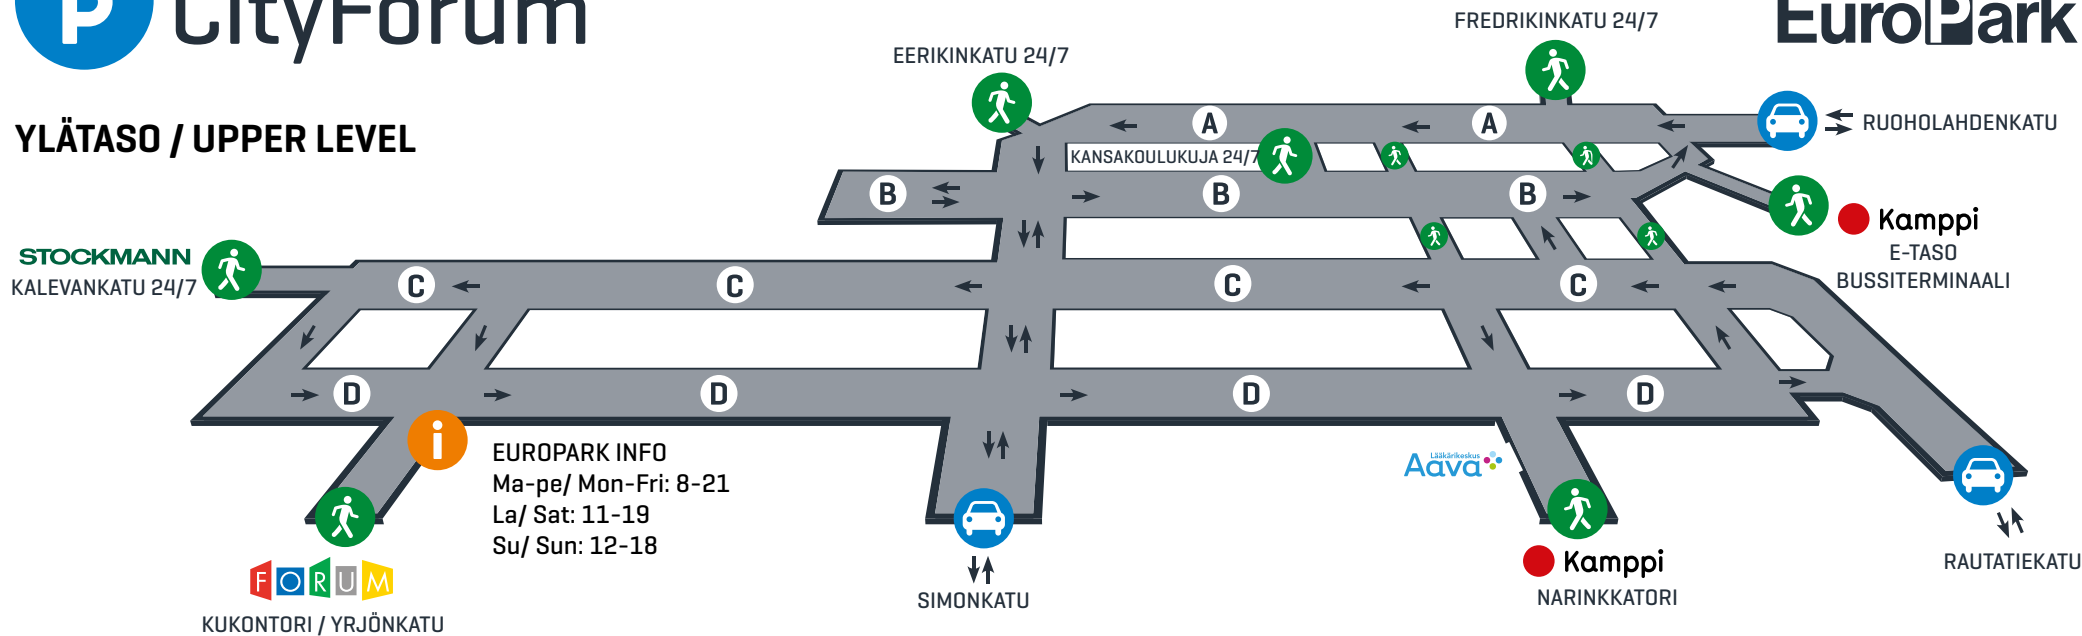 P CityForum
EuroPark
YLÄTASO / UPPER LEVEL
EERIKINKATU 24/7
FREDRIKINKATU 24/7
A
A
RUOHOLAHDENKATU
KANSAKOULUKUJA 24/7
B
B
B
Kamppi
E-TASO
BUSSITERMINAALI
STOCKMANN
KALEVANKATU 24/7
C
C
C
C
D
D
D
D
i
EUROPARK INFO
Ma-pe/ Mon-Fri: 8-21
La/ Sat: 11-19
Su/ Sun: 12-18
Lääkärikeskus
Aava
FORUM
KUKONTORI / YRJÖNKATU
SIMONKATU
Kamppi
NARINKKATORI
RAUTATIEKATU